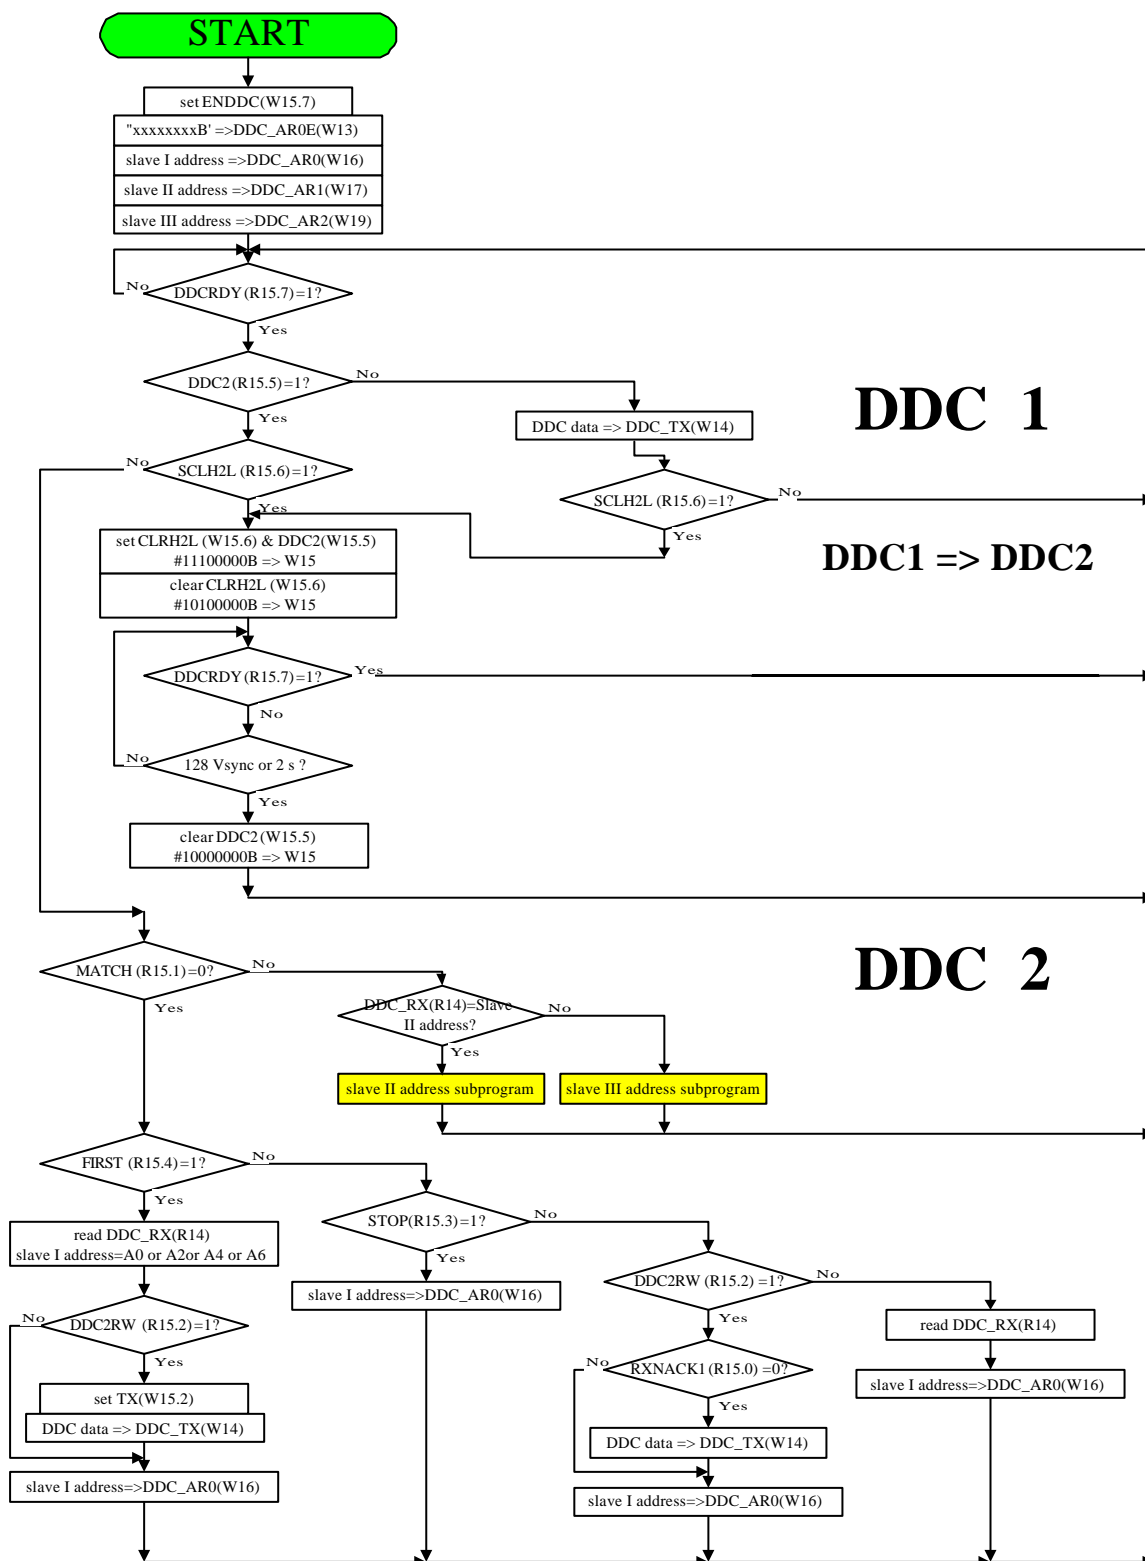 START
set ENDDC(W15.7)
"xxxxxxxxB' =>DDC_AR0E(W13)
slave I address =>DDC_AR0(W16)
slave II address =>DDC_AR1(W17)
slave III address =>DDC_AR2(W19)
No
DDCRDY(R15.7)=1?
Yes
DDC2(R15.5)=1?
No
Yes
DDC data => DDC_TX(W14)
DDC 1
No
SCLH2L (R15.6)=1?
Yes
SCLH2L (R15.6)=1?
No
Yes
set CLRH2L (W15.6) & DDC2(W15.5)
#11100000B => W15
clear CLRH2L (W15.6)
#10100000B => W15
DDC1 => DDC2
DDCRDY(R15.7)=1?
Yes
No
No
128 Vsync or 2 s ?
Yes
clear DDC2(W15.5)
#10000000B => W15
DDC 2
MATCH (R15.1)=0?
No
Yes
DDC_RX(R14)=Slave
II address?
No
Yes
slave II address subprogram
slave III address subprogram
FIRST (R15.4)=1?
No
Yes
STOP(R15.3)=1?
No
Yes
read DDC_RX(R14)
slave I address=A0 or A2or A4 or A6
slave I address=>DDC_AR0(W16)
DDC2RW (R15.2)=1?
No
Yes
read DDC_RX(R14)
No
DDC2RW (R15.2)=1?
Yes
No
RXNACK1(R15.0)=0?
Yes
slave I address=>DDC_AR0(W16)
set TX(W15.2)
DDC data => DDC_TX(W14)
DDC data => DDC_TX(W14)
slave I address=>DDC_AR0(W16)
slave I address=>DDC_AR0(W16)